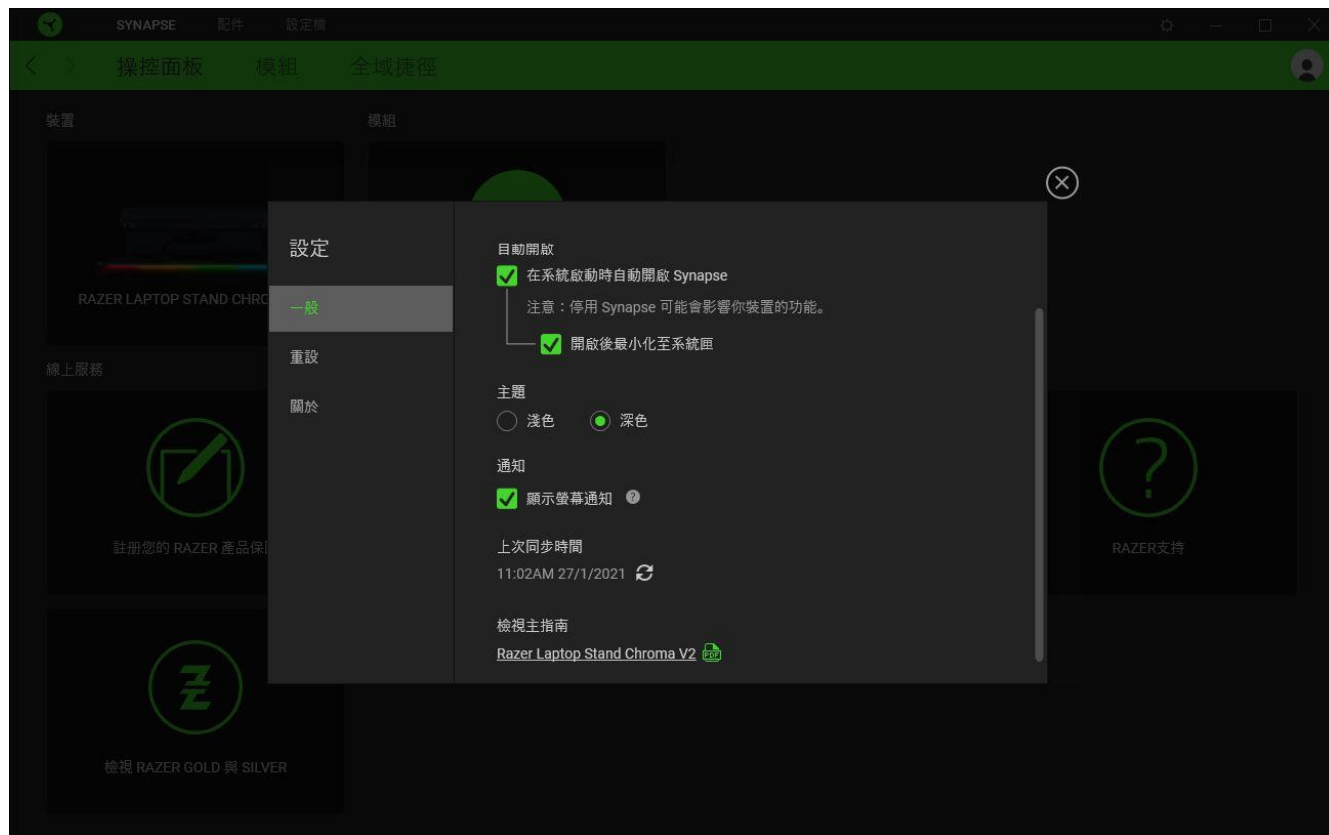 SYNAPSE 配件 設定檔
操控面板 模組 全域捷徑
裝置 模組
RAZER LAPTOP STAND CHRO
線上服務
註册您的 RAZER 產品保
RAZER支持
檢視 RAZER GOLD 與 SILVER
設定
一般
重設
關於
自動開啟
在系統啟動時自動開啟 Synapse
注意：停用 Synapse 可能會影響你裝置的功能。
開啟後最小化至系統匣
主題
淺色 深色
通知
顯示螢幕通知
上次同步時間
11:02AM 27/1/2021
檢視主指南
Razer Laptop Stand Chroma V2 PDF